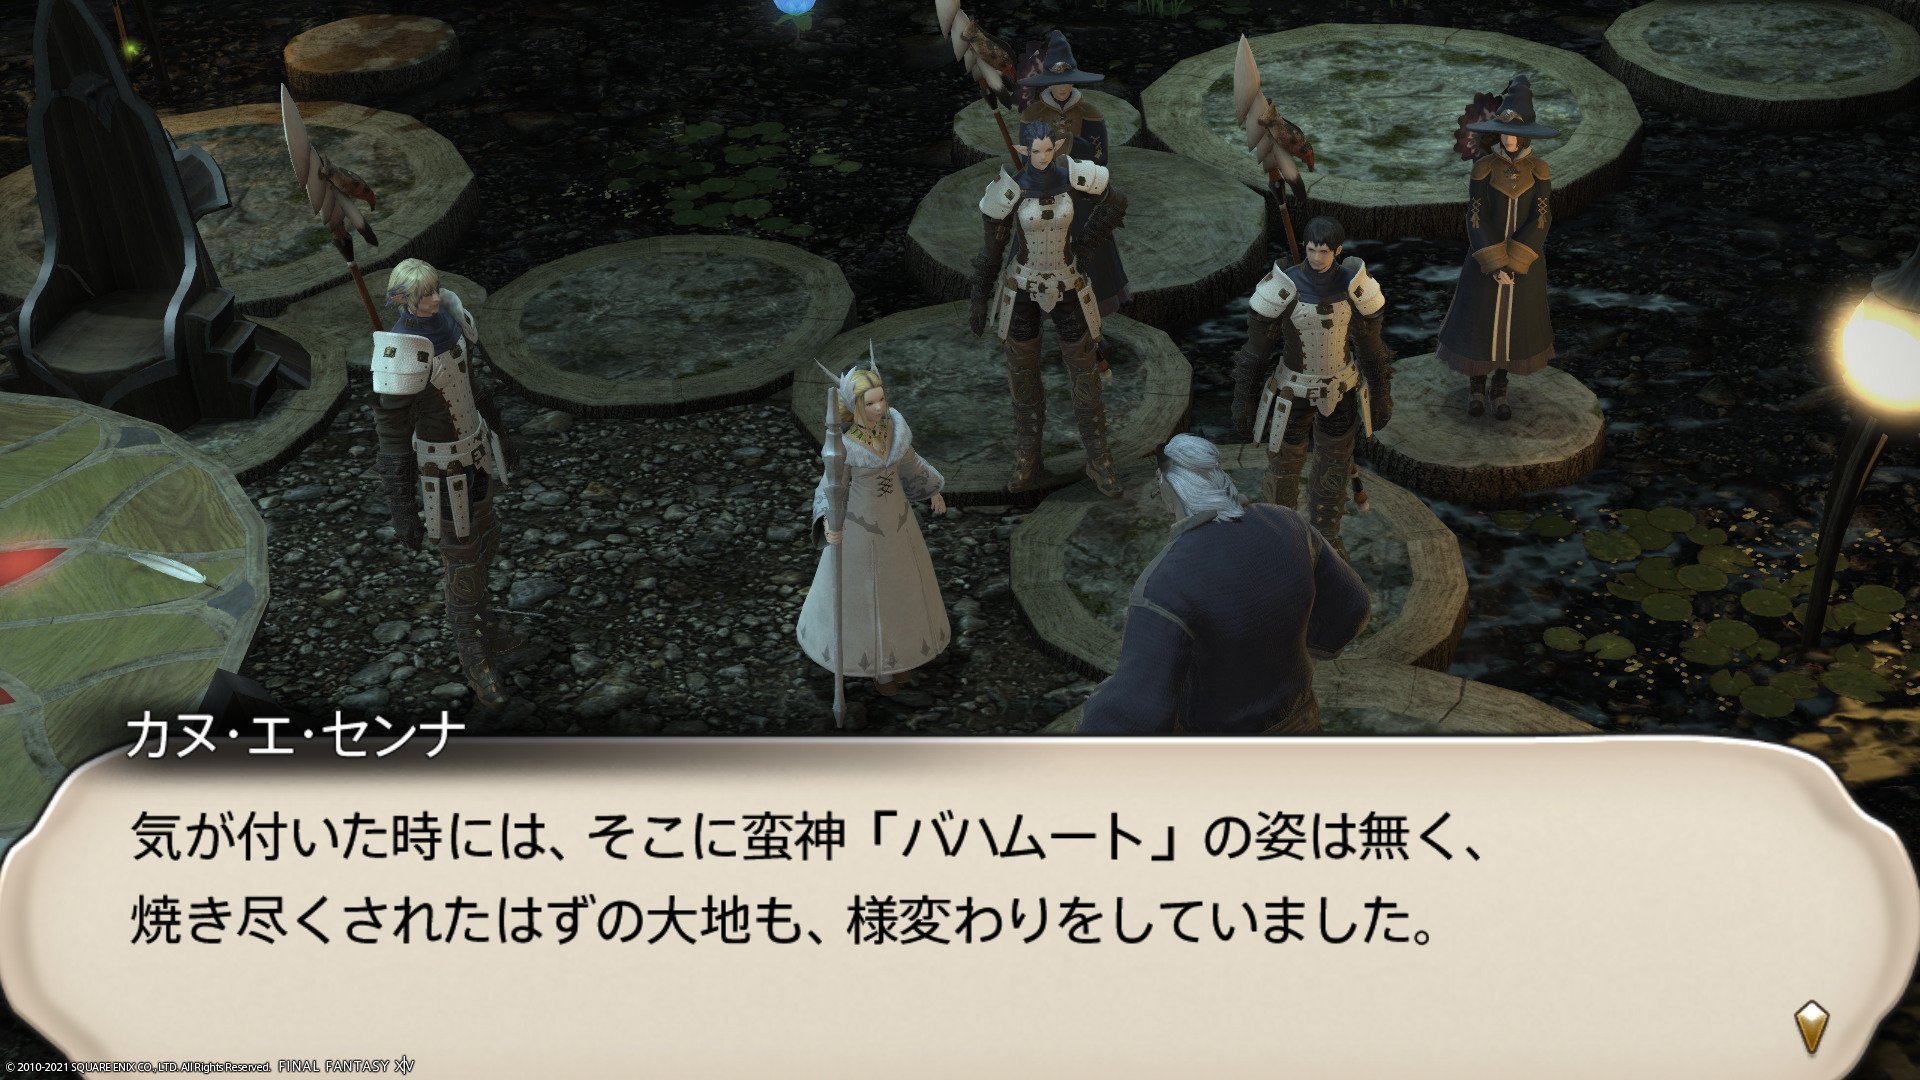 カヌ・エ・センナ
気が付いた時には、そこに蛮神「バハムート」の姿は無く、
焼き尽くされたはずの大地も、様変わりをしていました。
© 2010-2021 SQUARE ENIX CO., LTD. All Rights Reserved. FINAL FANTASY XIV